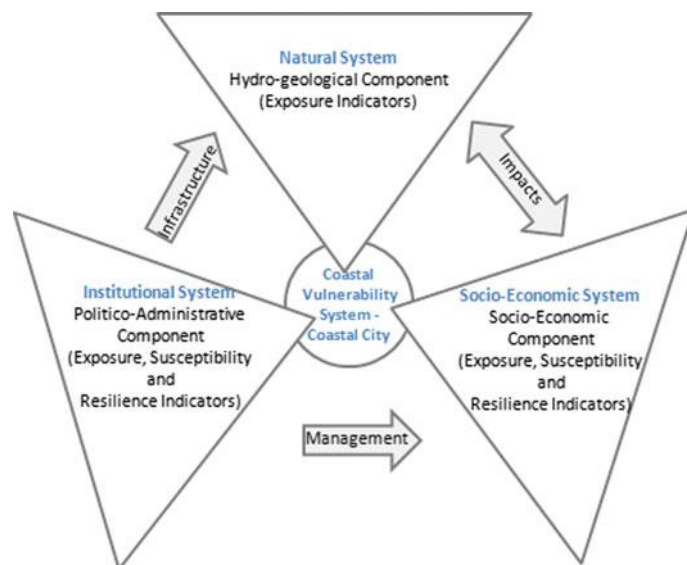 Natural System
Hydro-geological Component
(Exposure Indicators)
Infrastructure
Impacts
Coastal
Vulnerability
System -
Coastal City
Institutional System
Politico-Administrative
Component
(Exposure, Susceptibility
and
Resilience Indicators)
Socio-Economic System
Socio-Economic
Component
(Exposure, Susceptibility
and
Resilience Indicators)
Management